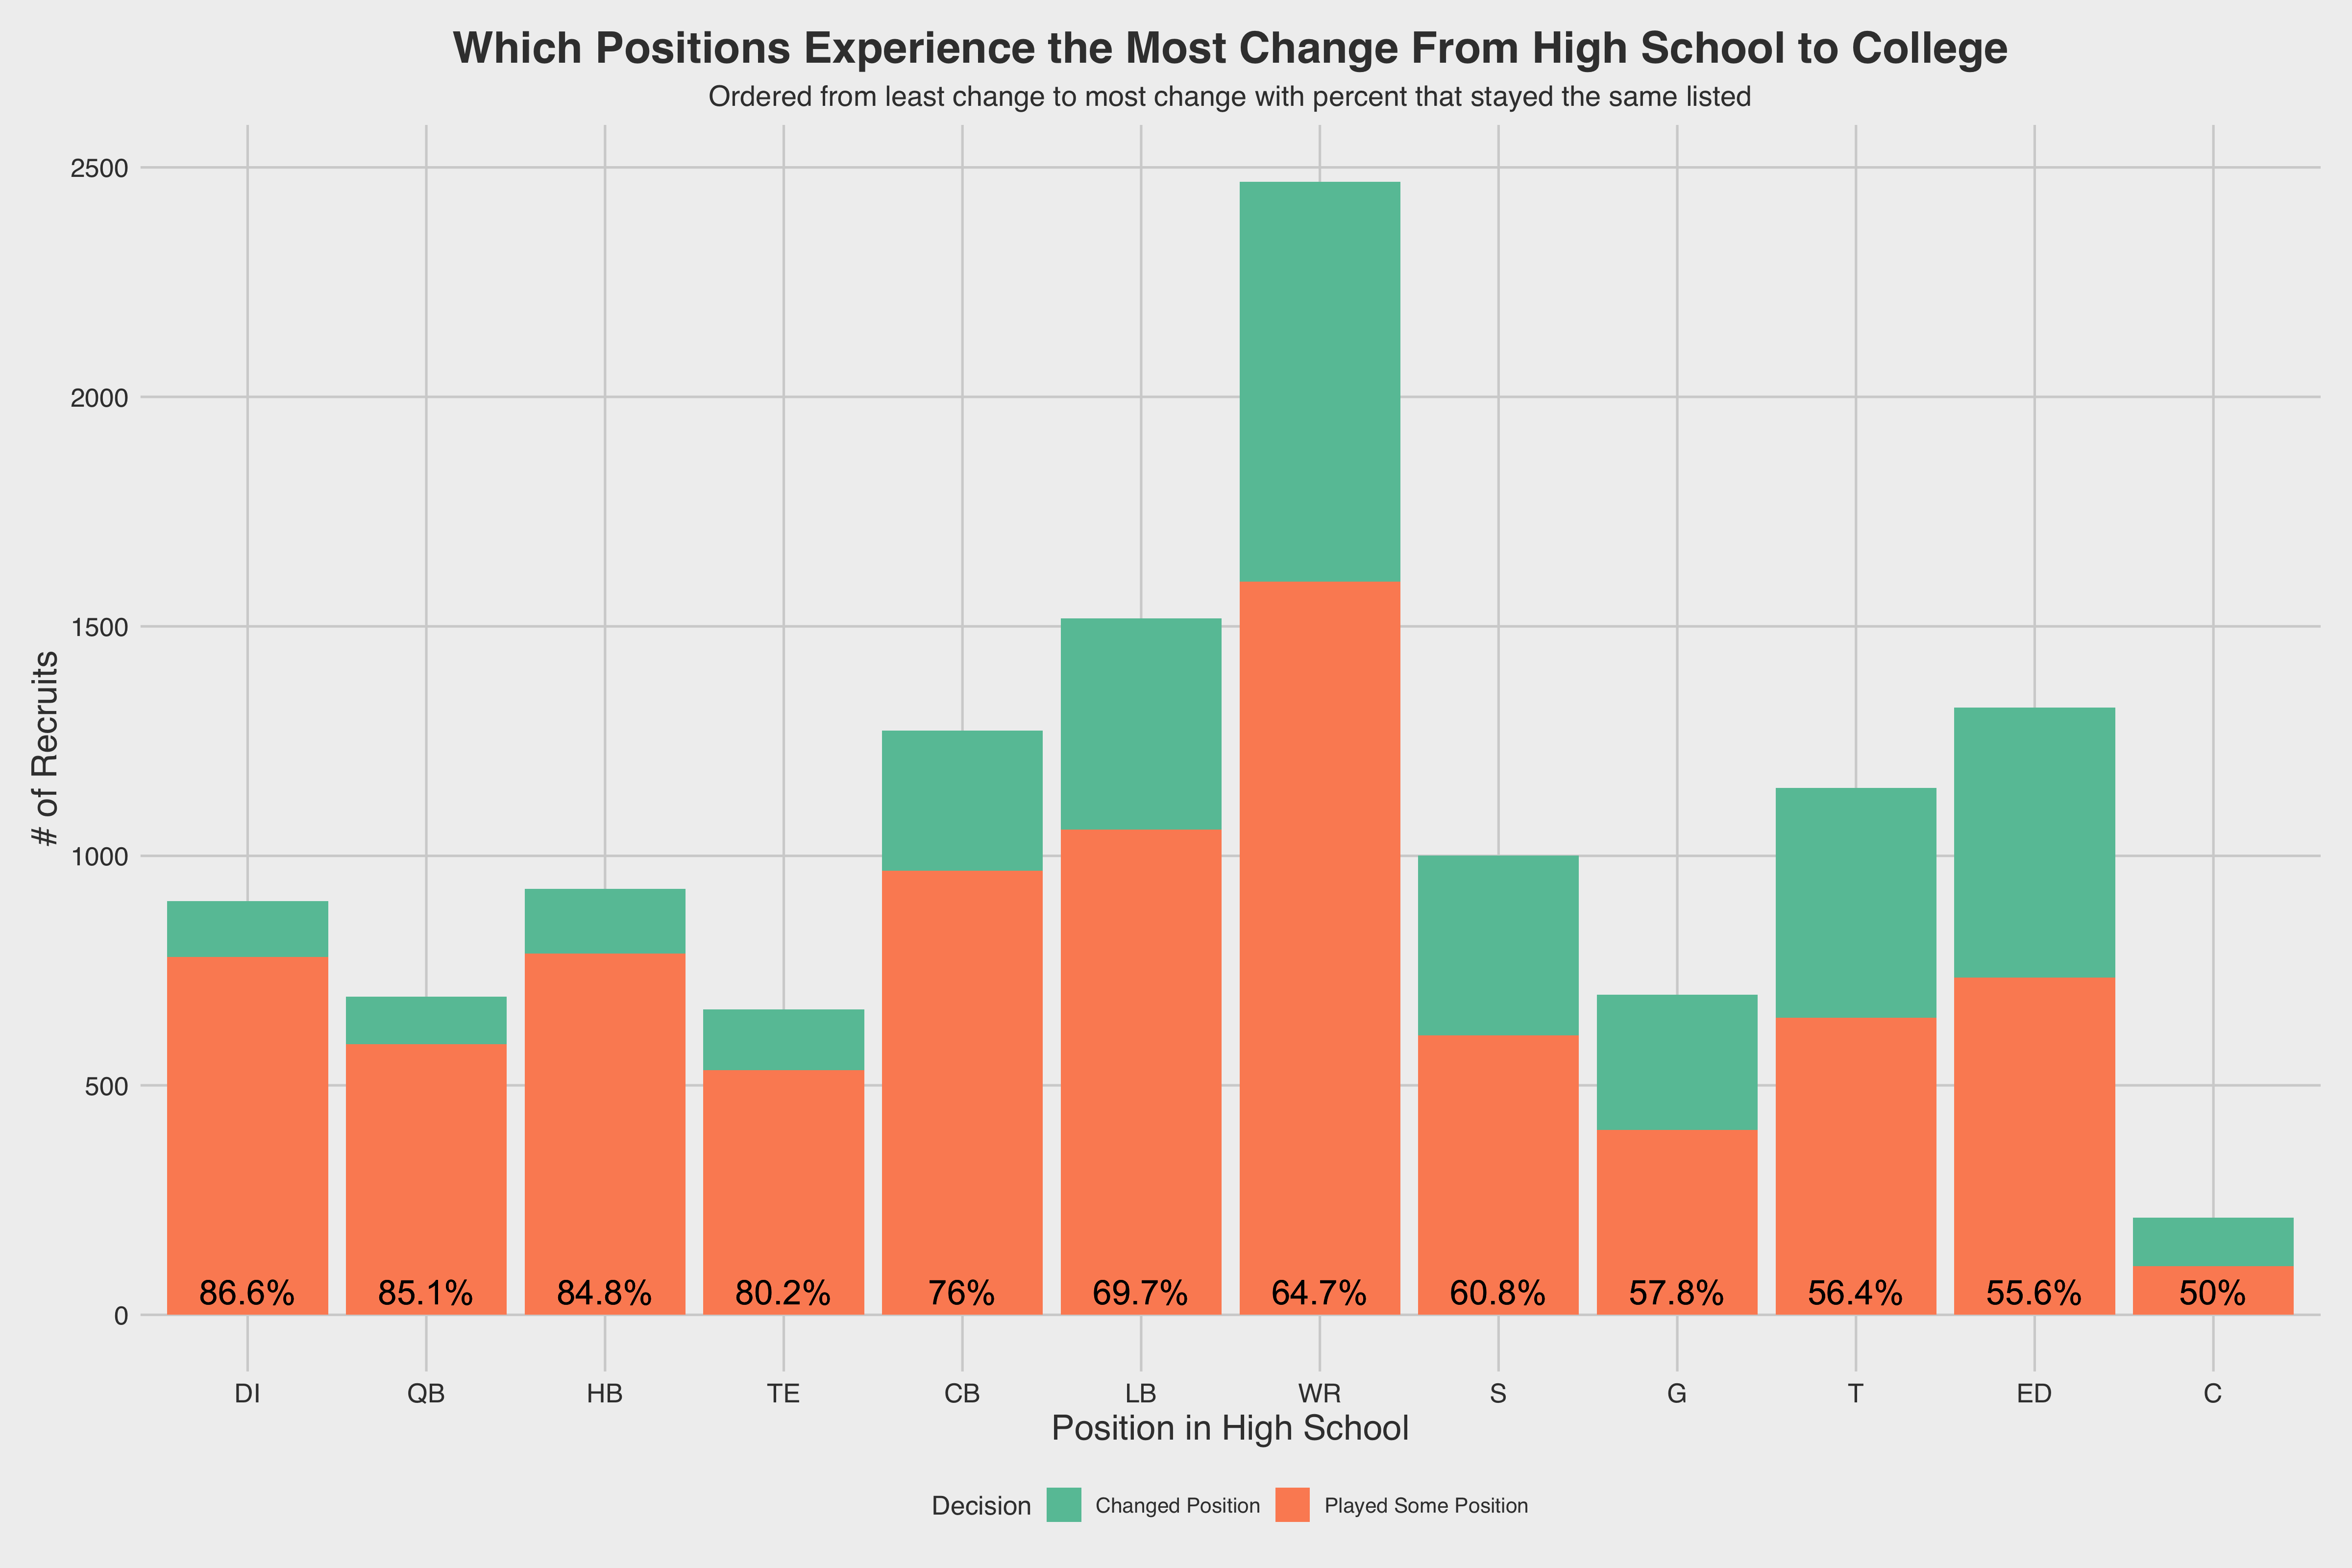 Which Positions Experience the Most Change From High School to College
Ordered from least change to most change with percent that stayed the same listed
2500
2000
1500
1000
500
0
# of Recruits
86.6% 85.1% 84.8% 80.2% 76% 69.7% 64.7% 60.8% 57.8% 56.4% 55.6% 50%
DI QB HB TE CB LB WR S G T ED C
Position in High School
Decision Changed Position Played Some Position